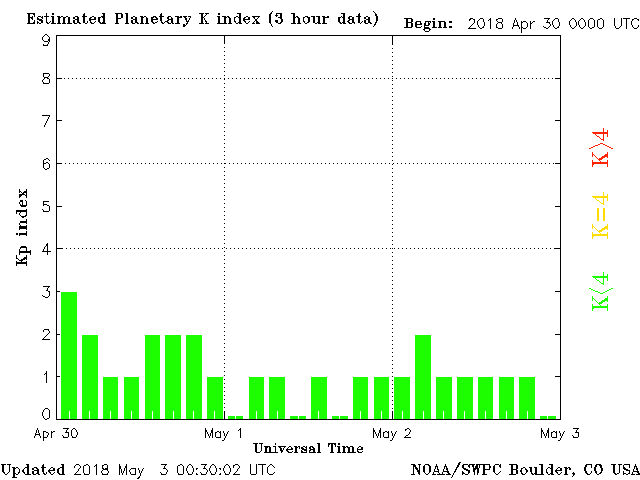 Estimated Planetary K index (3 hour data) Begin: 2018 Apr 30 0000 UTC
9
8
7
6
5
4
3
2
1
0
Kp index
K>4
K=4
K<4
Apr 30 May 1 May 2 May 3
Universal Time
Updated 2018 May 3 00:30:02 UTC NOAA/SWPC Boulder, CO USA